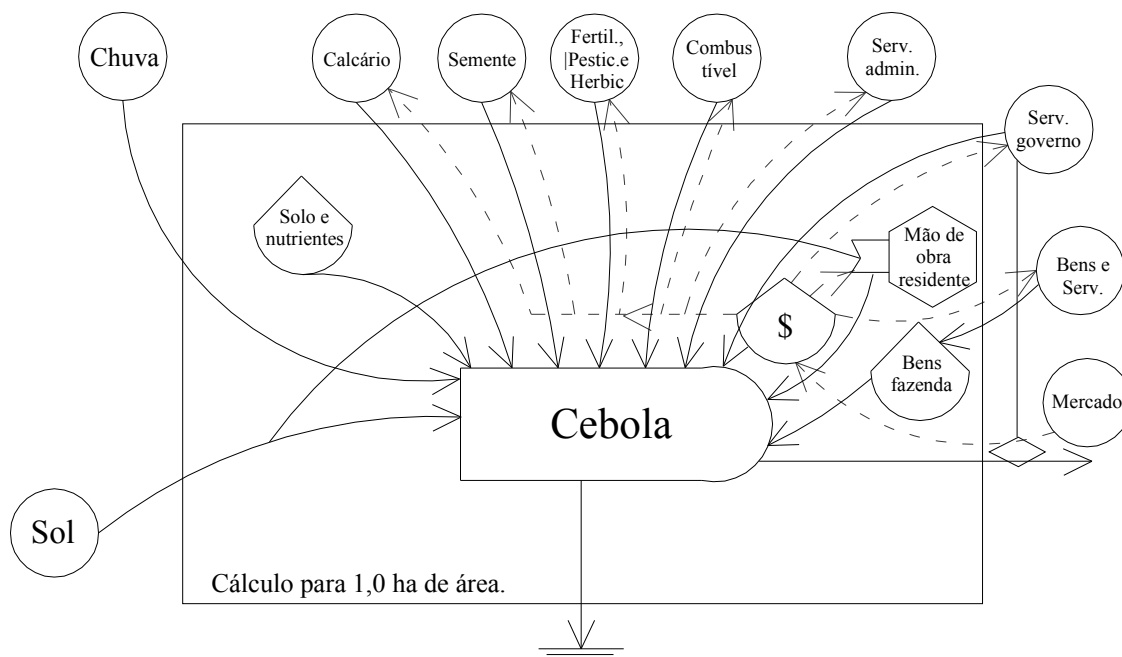 Chuva
Calcário
Semente
Fertil.,
|Pestic.e
Herbic
Combus
tível
Serv.
admin.
Serv.
governo
Solo e
nutrientes
Mão de
obra
residente
Bens e
Serv.
$
Bens
fazenda
Mercado
Cebola
Sol
Cálculo para 1,0 ha de área.